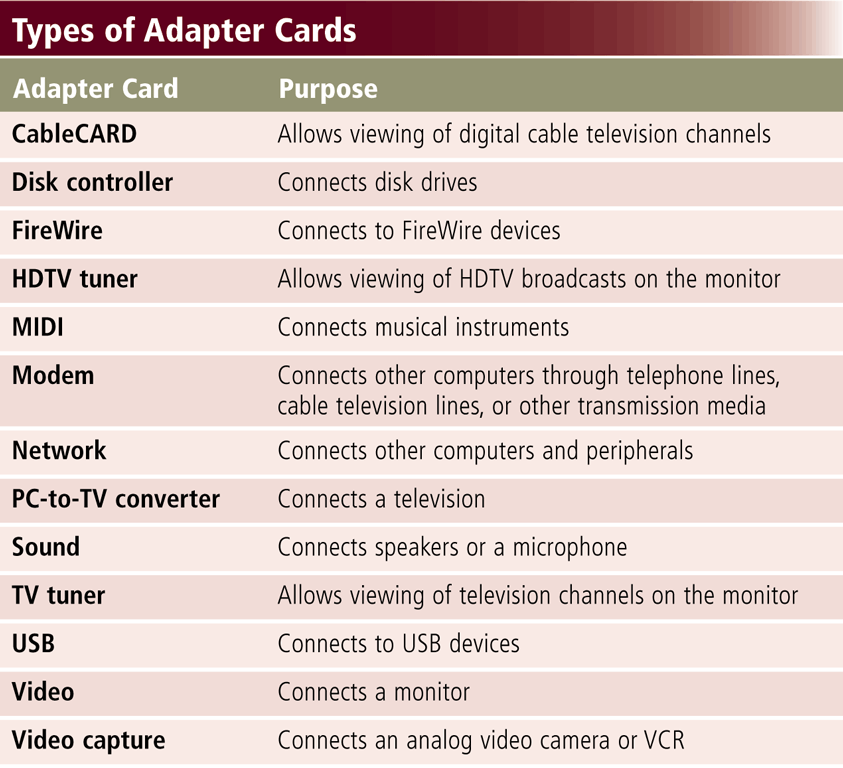 Types of Adapter Cards
Adapter Card Purpose
CableCARD Allows viewing of digital cable television channels
Disk controller Connects disk drives
FireWire Connects to FireWire devices
HDTV tuner Allows viewing of HDTV broadcasts on the monitor
MIDI Connects musical instruments
Modem Connects other computers through telephone lines,
cable television lines, or other transmission media
Network Connects other computers and peripherals
PC-to-TV converter Connects a television
Sound Connects speakers or a microphone
TV tuner Allows viewing of television channels on the monitor
USB Connects to USB devices
Video Connects a monitor
Video capture Connects an analog video camera or VCR